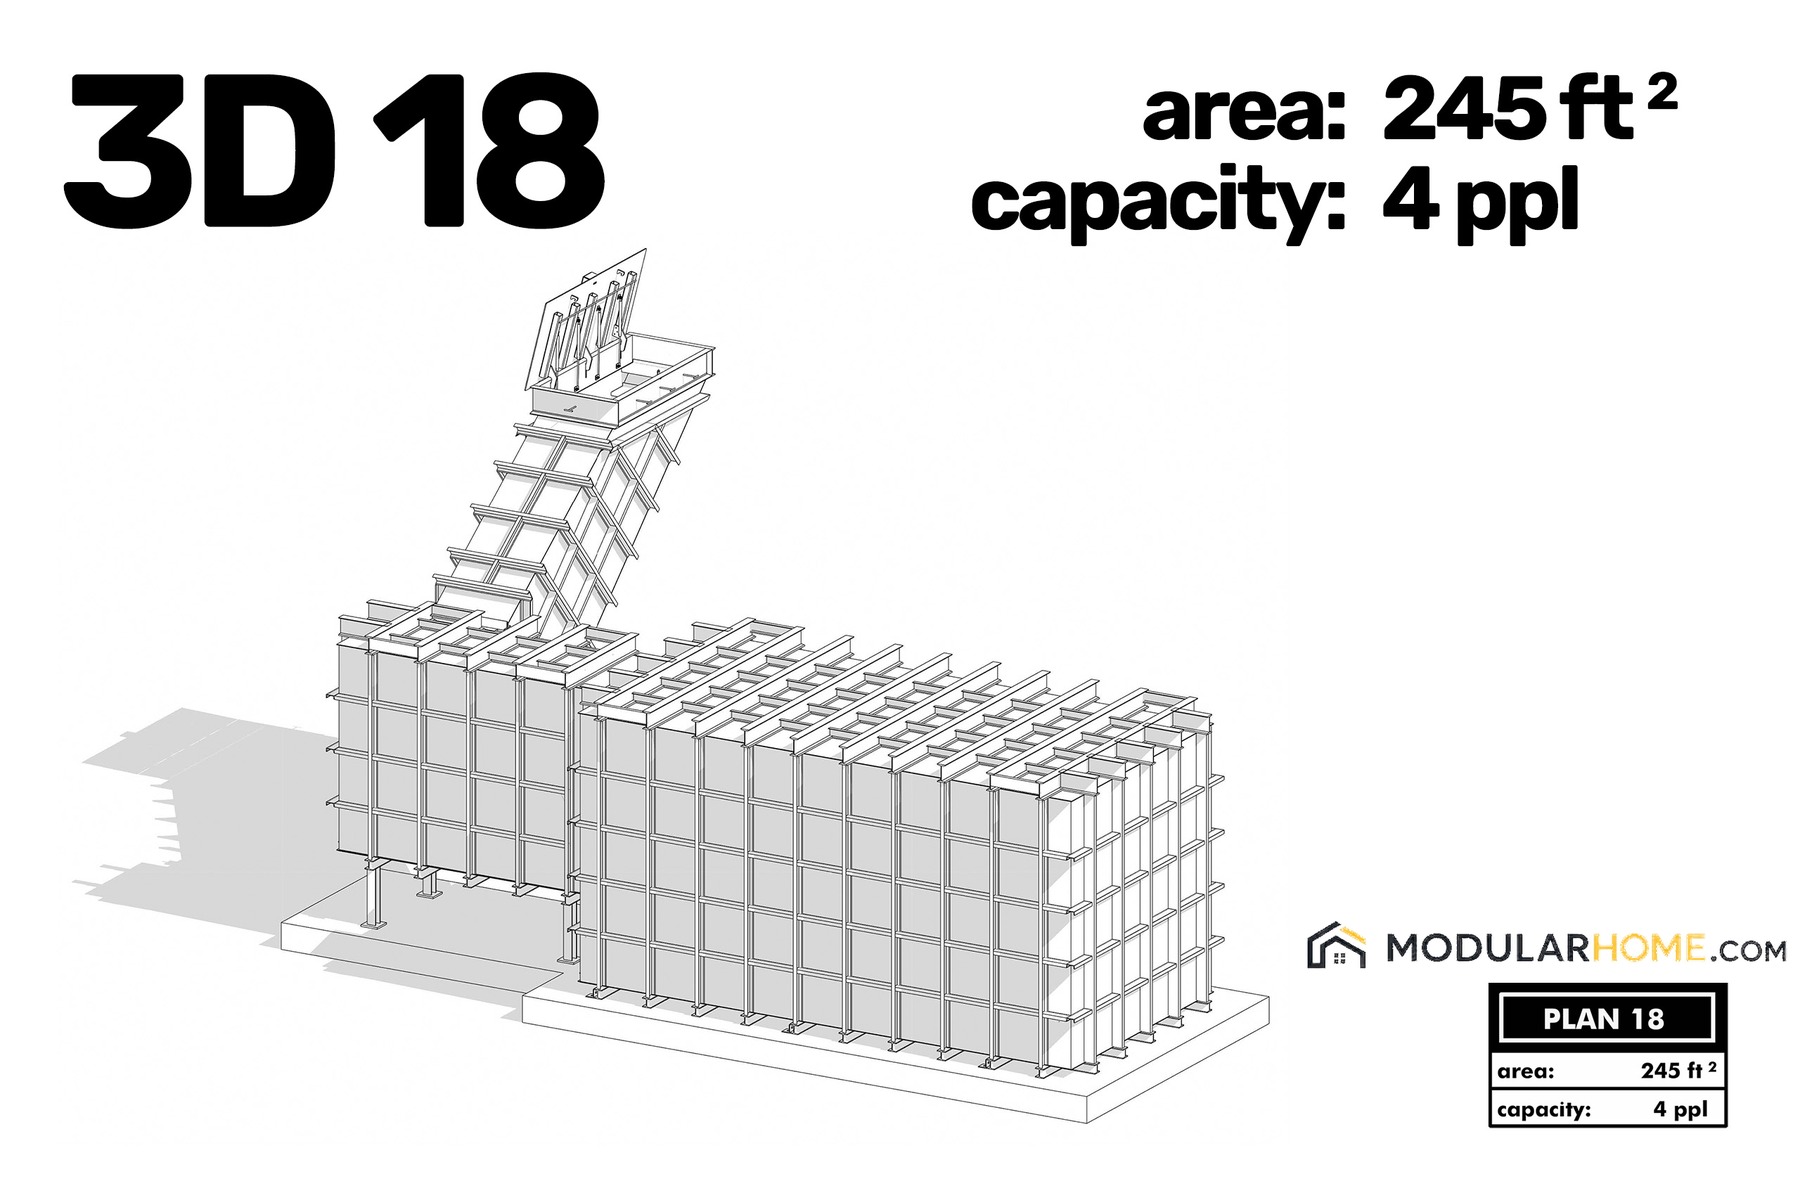 3D 18
area: 245 ft ²
capacity: 4 ppl
MODULARHOME.COM
PLAN 18
area: 245 ft ²
capacity: 4 ppl